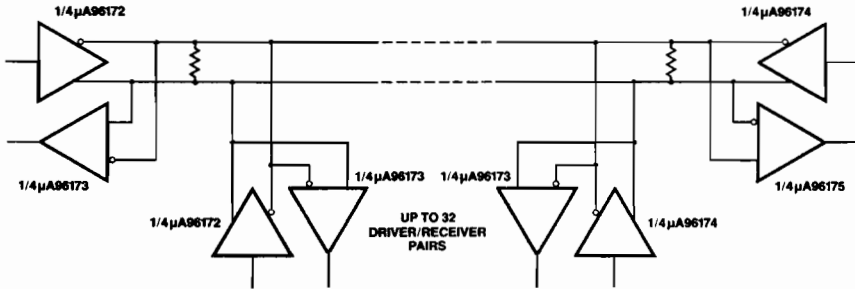 1/4µA96172
1/4µA96174
1/4µA96173
1/4µA96173
1/4µA96173
1/4µA96175
1/4µA96172
UP TO 32
DRIVER/RECEIVER
PAIRS
1/4µA96174